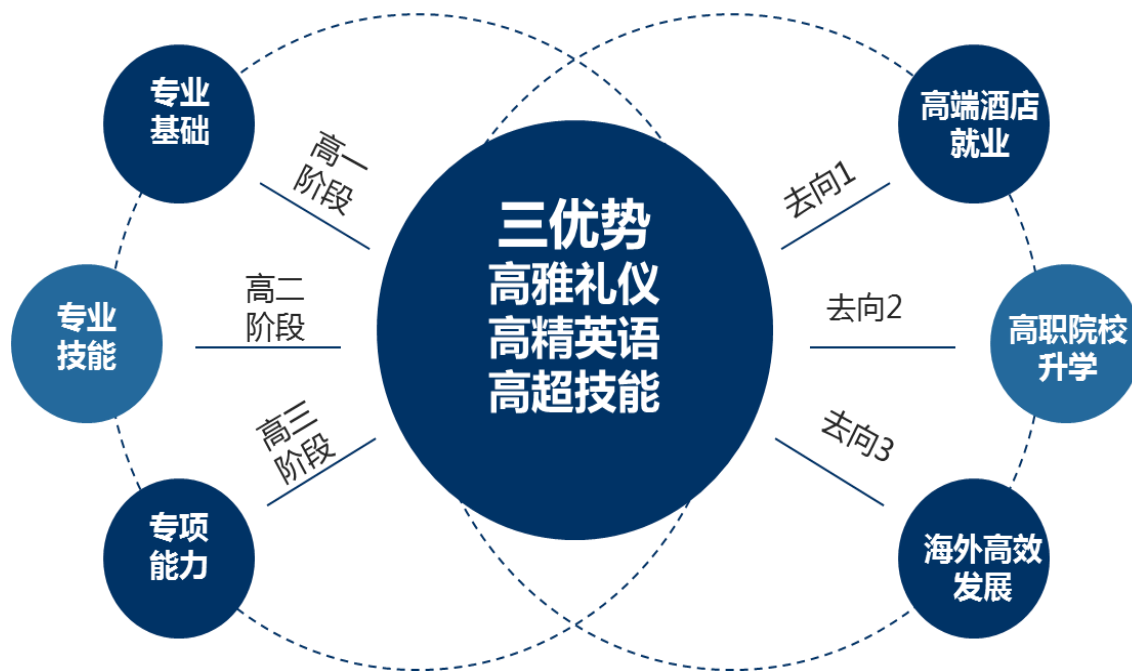 专业
基础
高一
阶段
专业
技能
高二
阶段
专项
能力
高三
阶段
三优势
高雅礼仪
高精英语
高超技能
去向1
高端酒店
就业
去向2
高职院校
升学
去向3
海外高效
发展